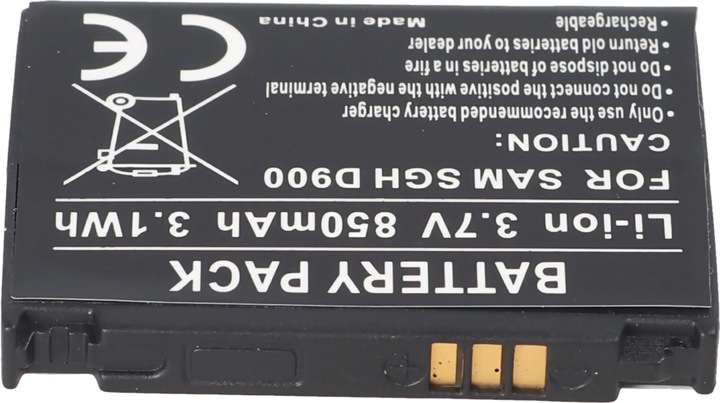 BATTERY PACK
Li-ion 3.7V 850mAh 3.1Wh
FOR SAM SGH D900
CAUTION:
• Only use the recommended battery charger
• Do not connect the positive with the negative terminal
• Do not dispose of batteries in a fire
• Return old batteries to your dealer
• Rechargeable
Made in China
CE
+
-